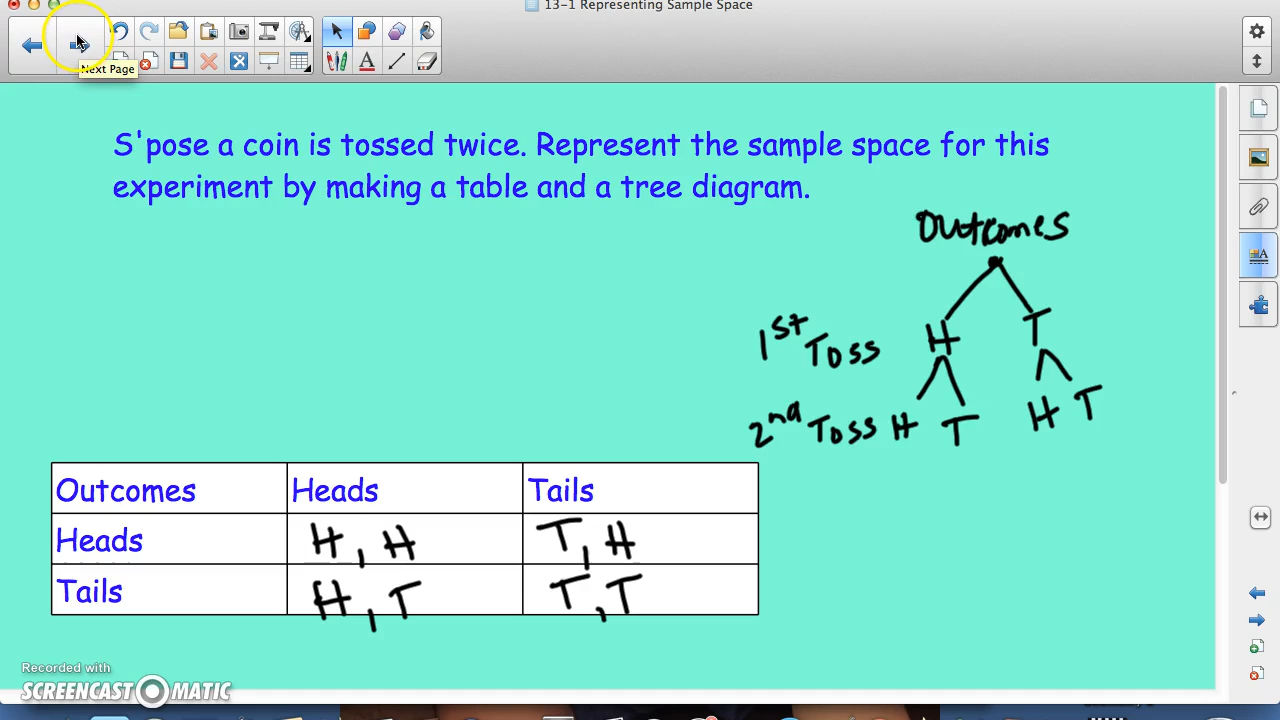 13-1 Representing Sample Space
Next Page
S'pose a coin is tossed twice. Represent the sample space for this
experiment by making a table and a tree diagram.
Outcomes
1st Toss H T
2nd Toss H T H T
Outcomes Heads Tails
Heads H, H T, H
Tails H, T T, T
Recorded with
SCREENCAST O MATIC